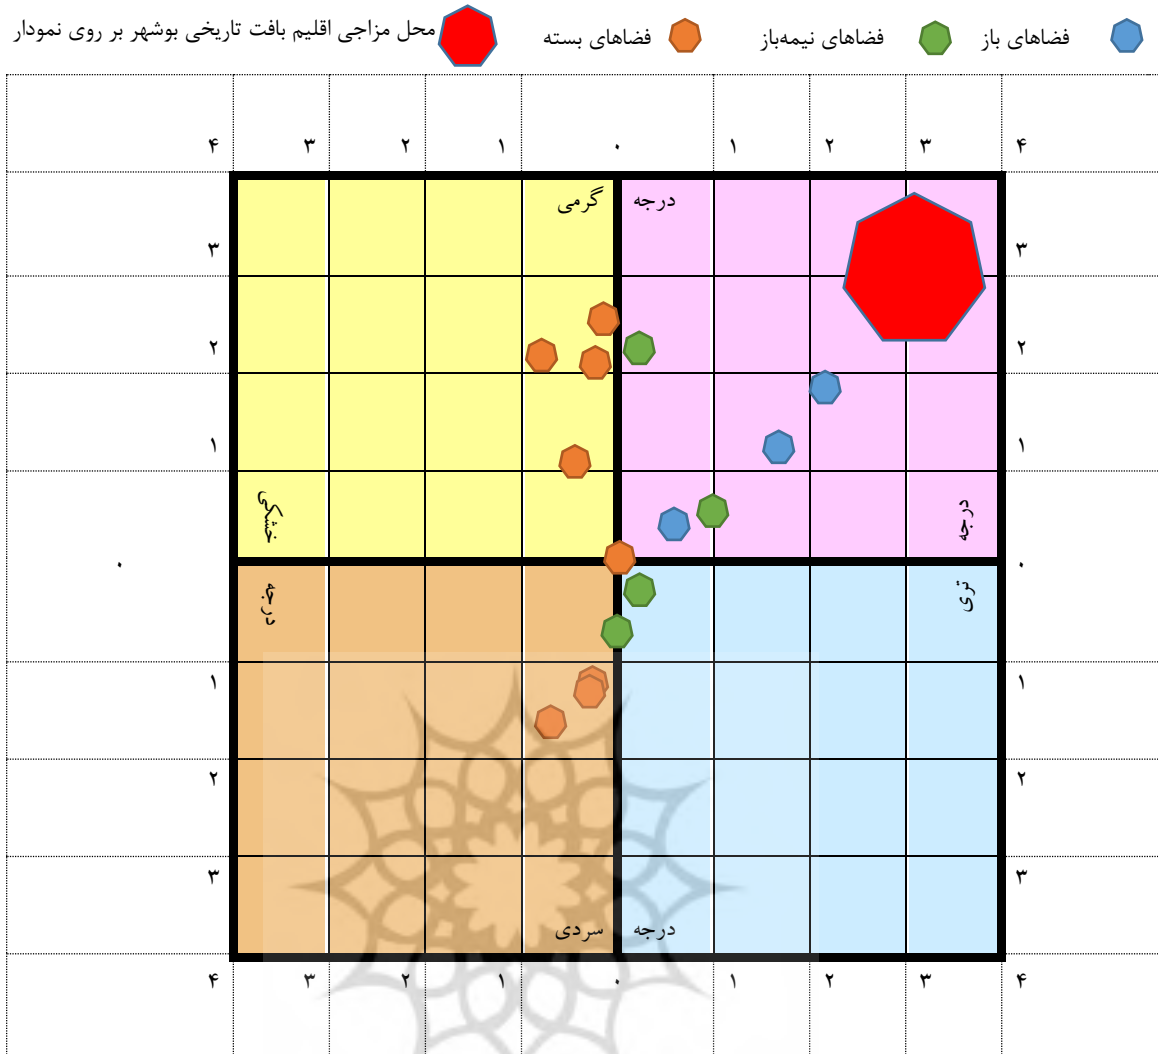 فضاهای باز فضاهای نیمه‌باز فضاهای بسته محل مزاجی اقلیم بافت تاریخی بوشهر بر روی نمودار
۴ ۳ ۲ ۱ ۰ ۱ ۲ ۳ ۴
درجه گرمی
۳ ۳
۲ ۲
۱ ۱
درجه خشکی
۰ ۰
تری درجه
۱ ۱
۲ ۲
۳ ۳
درجه سردی
۴ ۳ ۲ ۱ ۰ ۱ ۲ ۳ ۴